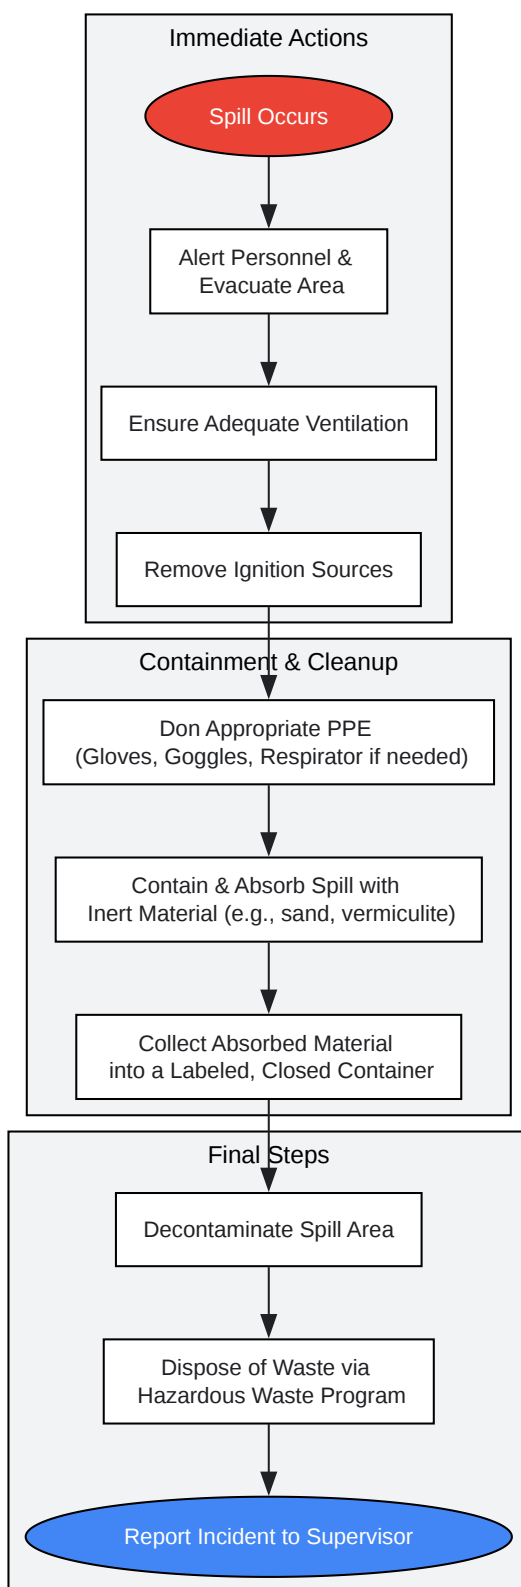 Immediate Actions
Spill Occurs
Alert Personnel &
Evacuate Area
Ensure Adequate Ventilation
Remove Ignition Sources
Containment & Cleanup
Don Appropriate PPE
(Gloves, Goggles, Respirator if needed)
Contain & Absorb Spill with
Inert Material (e.g., sand, vermiculite)
Collect Absorbed Material
into a Labeled, Closed Container
Final Steps
Decontaminate Spill Area
Dispose of Waste via
Hazardous Waste Program
Report Incident to Supervisor